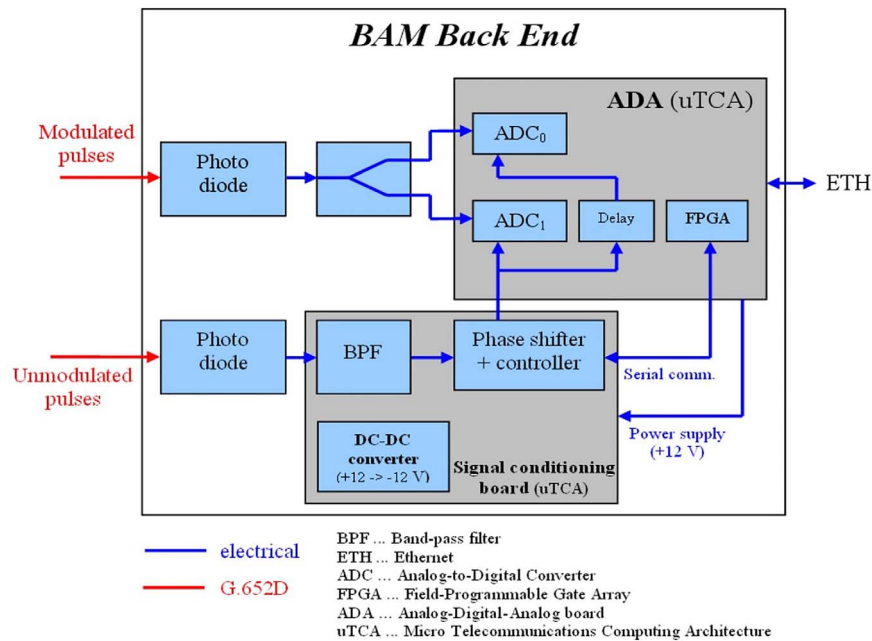 BAM Back End
ADA (uTCA)
Modulated
pulses
Photo
diode
ADC0
ADC1
Delay
FPGA
ETH
Unmodulated
pulses
Photo
diode
BPF
Phase shifter
+ controller
Serial comm.
Power supply
(+12 V)
DC-DC
converter
(+12 -> -12 V)
Signal conditioning
board (uTCA)
electrical
G.652D
BPF ... Band-pass filter
ETH ... Ethernet
ADC ... Analog-to-Digital Converter
FPGA ... Field-Programmable Gate Array
ADA ... Analog-Digital-Analog board
uTCA ... Micro Telecommunications Computing Architecture